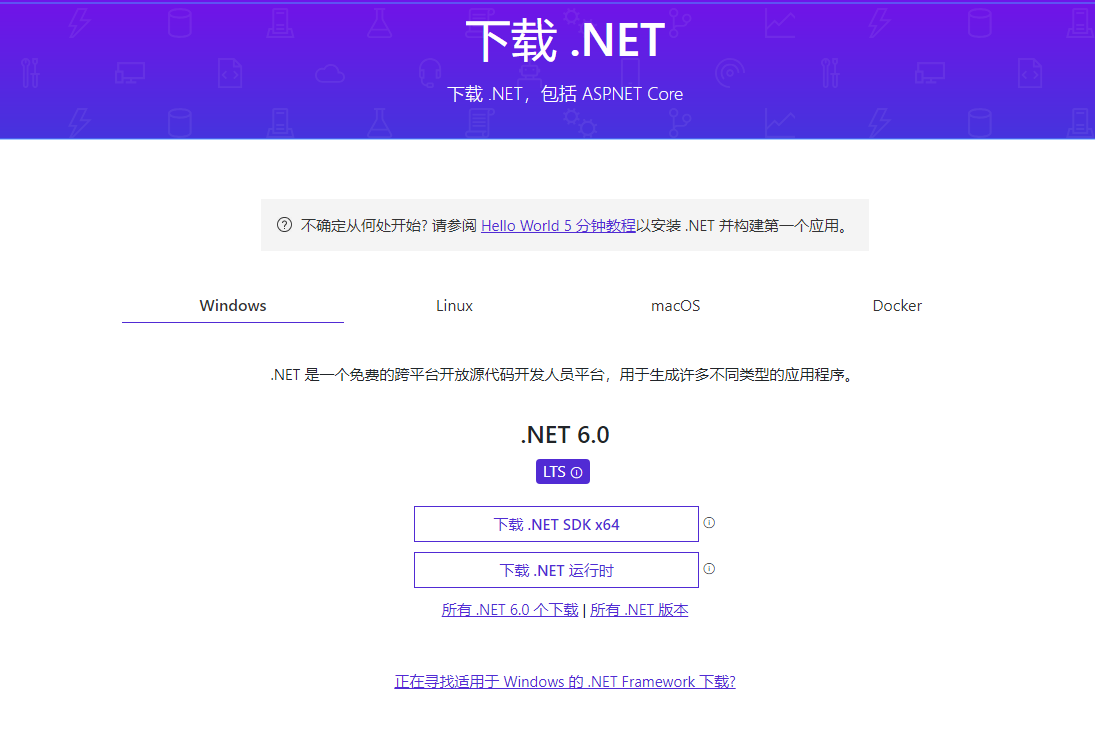 下载 .NET
下载 .NET，包括 ASP.NET Core
不确定从何处开始? 请参阅 Hello World 5 分钟教程以安装 .NET 并构建第一个应用。
Windows Linux macOS Docker
.NET 是一个免费的跨平台开放源代码开发人员平台，用于生成许多不同类型的应用程序。
.NET 6.0
LTS
下载 .NET SDK x64
下载 .NET 运行时
所有 .NET 6.0 个下载 | 所有 .NET 版本
正在寻找适用于 Windows 的 .NET Framework 下载?